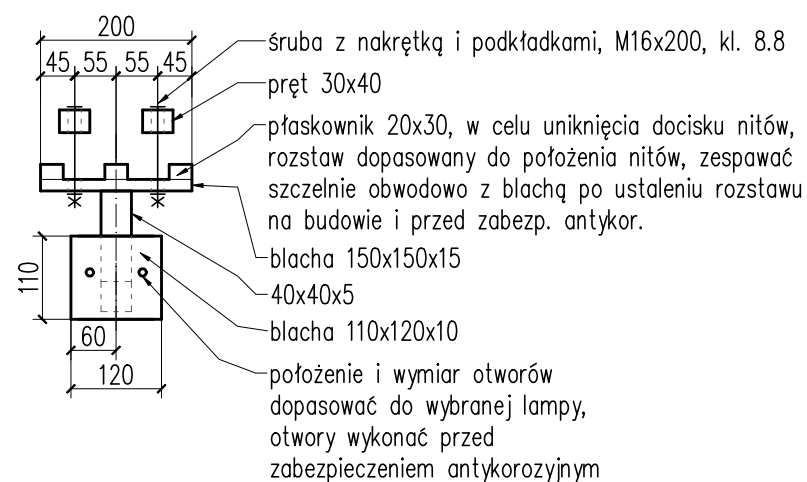 200
45 55 55 45
śruba z nakrętką i podkładkami, M16x200, kl. 8.8
pręt 30x40
płaskownik 20x30, w celu uniknięcia docisku nitów,
rozstaw dopasowany do położenia nitów, zespawać
szczelnie obwodowo z blachą po ustaleniu rozstawu
na budowie i przed zabezp. antykor.
blacha 150x150x15
110
40x40x5
blacha 110x120x10
60
120
położenie i wymiar otworów
dopasować do wybranej lampy,
otwory wykonać przed
zabezpieczeniem antykorozyjnym